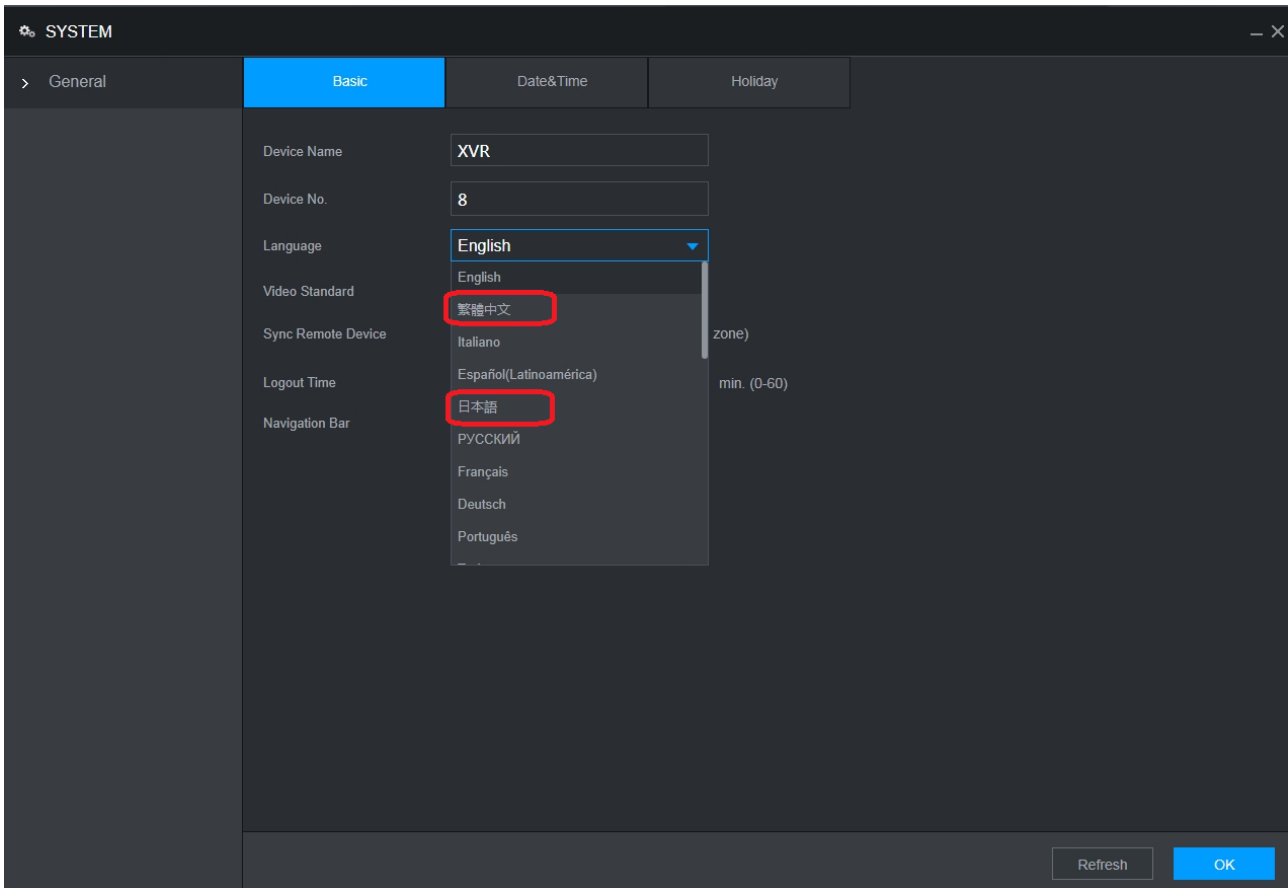 SYSTEM
General
Basic Date&Time Holiday
Device Name XVR
Device No. 8
Language English
English
Video Standard
繁體中文
Sync Remote Device zone)
Italiano
Español(Latinoamérica)
Logout Time min. (0-60)
日本語
Navigation Bar
РУССКИЙ
Français
Deutsch
Português
Refresh OK